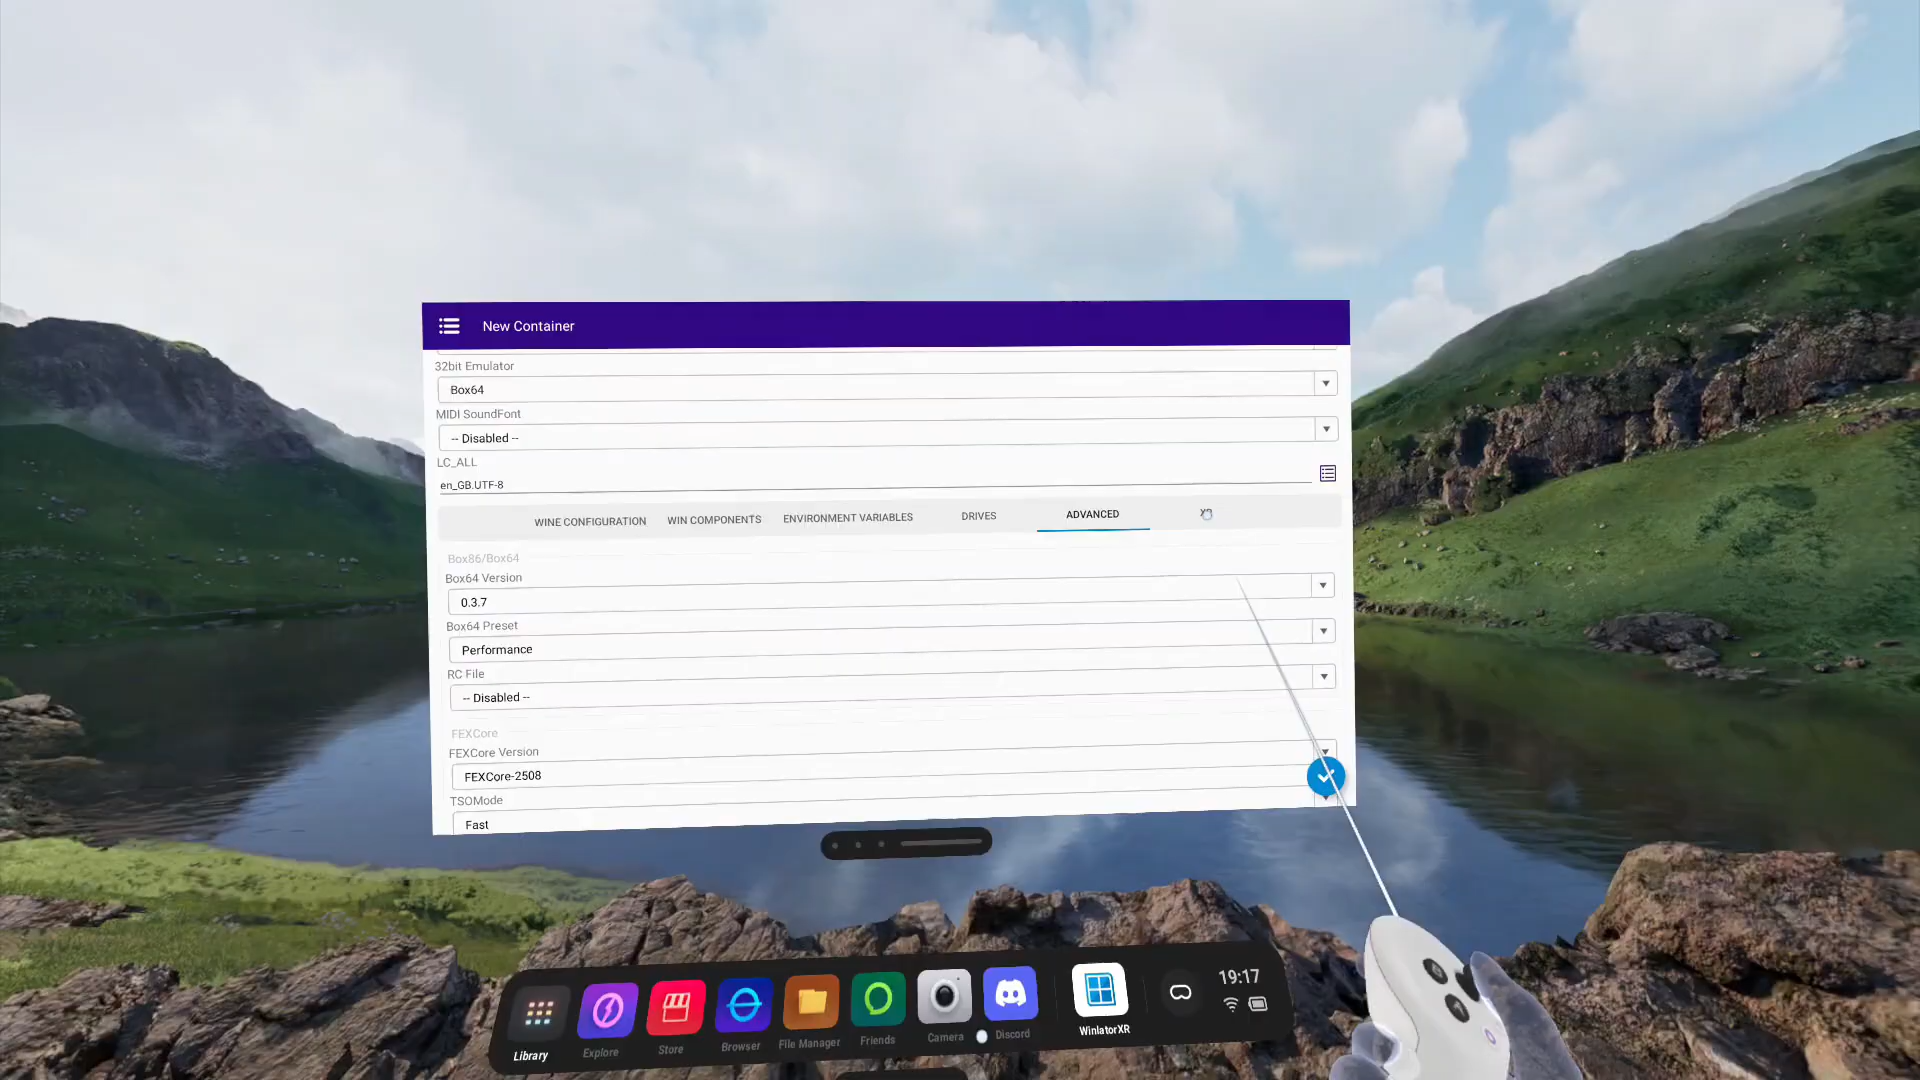 New Container
32bit Emulator
Box64
MIDI SoundFont
-- Disabled --
LC_ALL
en_GB.UTF-8
WINE CONFIGURATION
WIN COMPONENTS
ENVIRONMENT VARIABLES
DRIVES
ADVANCED
Box86/Box64
Box64 Version
0.3.7
Box64 Preset
Performance
RC File
-- Disabled --
FEXCore
FEXCore Version
FEXCore-2508
TSOMode
Fast
19:17
Library
Explore
Store
Browser
File Manager
Friends
Camera
Discord
WinlatorXR